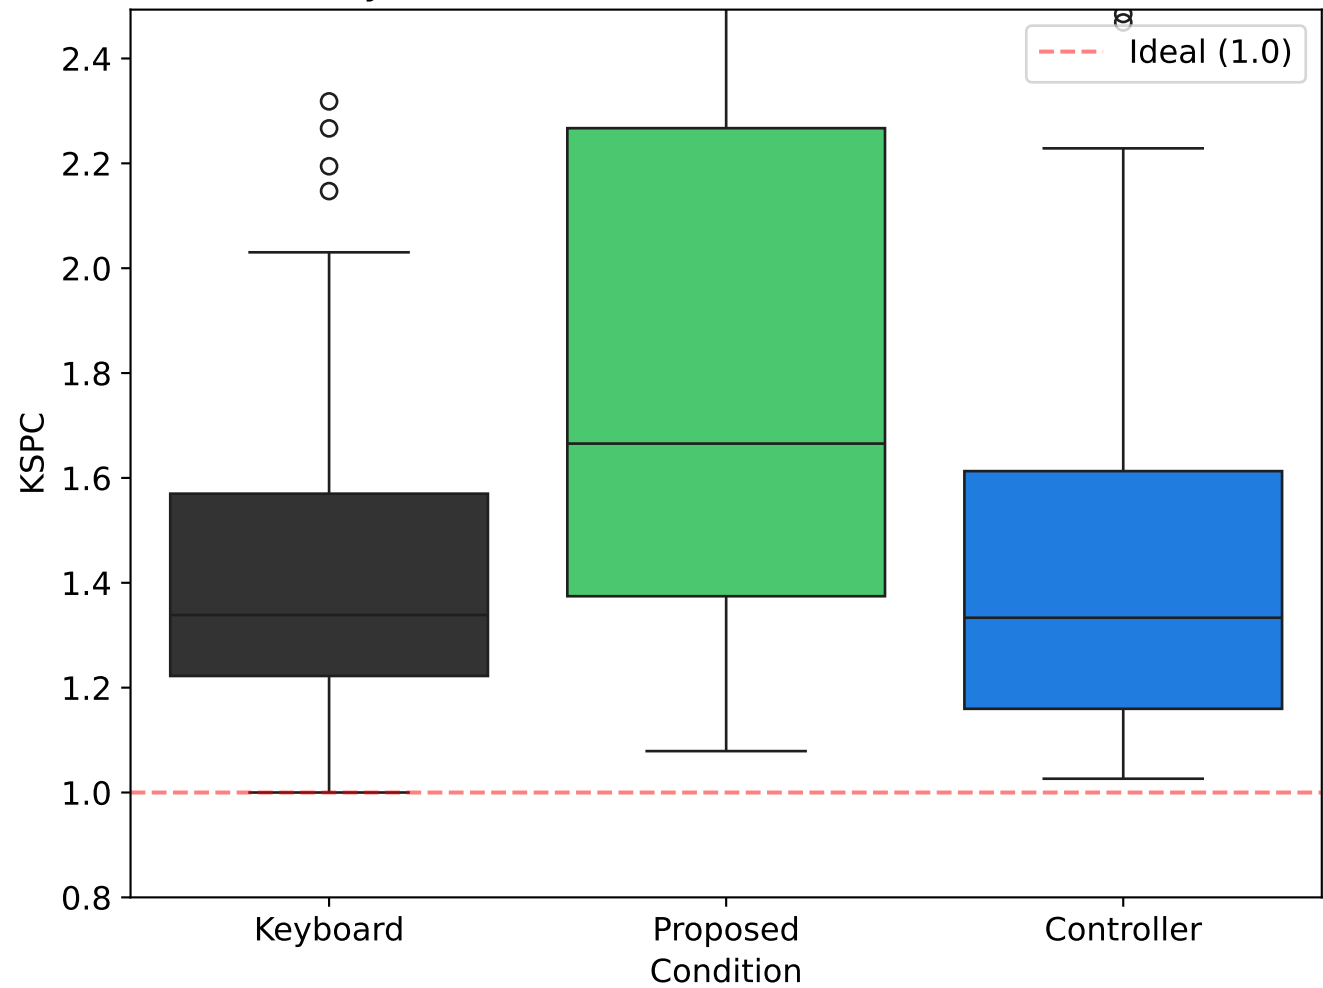 Ideal (1.0)
2.4
2.2
2.0
1.8
1.6
1.4
1.2
1.0
0.8
KSPC
Keyboard
Proposed
Controller
Condition